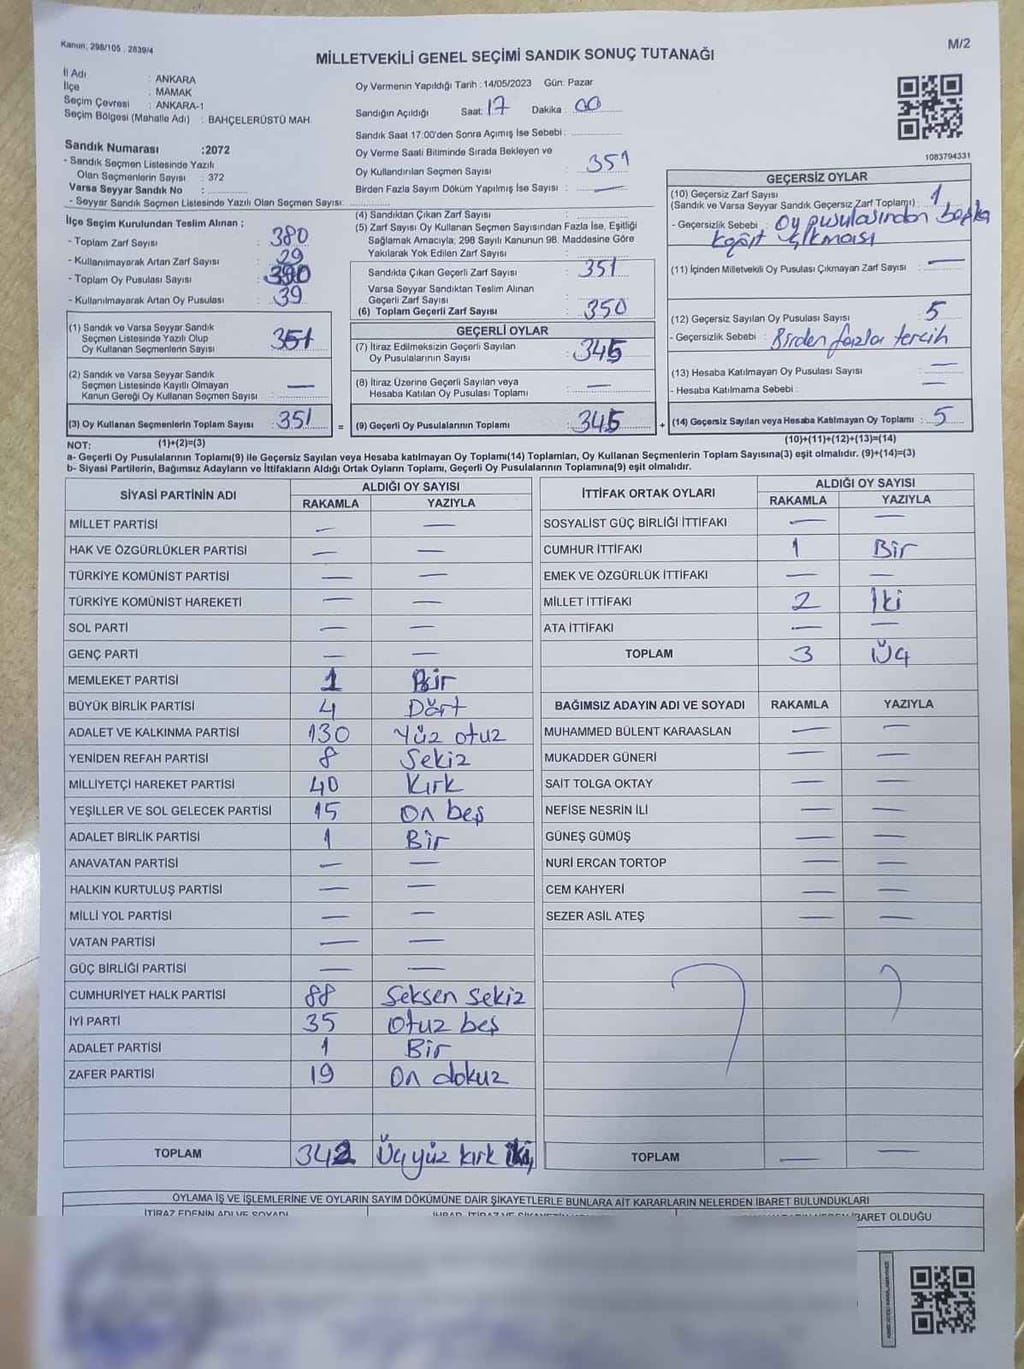 Kanun; 298/105 , 2839/4
M/2
MİLLETVEKİLİ GENEL SEÇİMİ SANDIK SONUÇ TUTANAĞI
İl Adı : ANKARA
İlçe : MAMAK
Seçim Çevresi : ANKARA-1
Seçim Bölgesi (Mahalle Adı) : BAHÇELERÜSTÜ MAH.
Oy Vermenin Yapıldığı Tarih : 14/05/2023 Gün: Pazar
Sandığın Açıldığı Saat: 17 Dakika : 00
Sandık Saat 17:00'den Sonra Açımış İse Sebebi :
Oy Verme Saati Bitiminde Sırada Bekleyen ve
Oy Kullandırılan Seçmen Sayısı : 351
Birden Fazla Sayım Döküm Yapılmış İse Sayısı : —
1083794331
Sandık Numarası :2072
- Sandık Seçmen Listesinde Yazılı
Olan Seçmenlerin Sayısı : 372
Varsa Seyyar Sandık No :
- Seyyar Sandık Seçmen Listesinde Yazılı Olan Seçmen Sayısı:
İlçe Seçim Kurulundan Teslim Alınan ;
- Toplam Zarf Sayısı : 380
- Kullanılmayarak Artan Zarf Sayısı : 29
- Toplam Oy Pusulası Sayısı : 390
- Kullanılmayarak Artan Oy Pusulası : 39
(1) Sandık ve Varsa Seyyar Sandık
Seçmen Listesinde Yazılı Olup
Oy Kullanan Seçmenlerin Sayısı : 351
(2) Sandık ve Varsa Seyyar Sandık
Seçmen Listesinde Kayıtlı Olmayan
Kanun Gereği Oy Kullanan Seçmen Sayısı : —
(3) Oy Kullanan Seçmenlerin Toplam Sayısı : 351
(4) Sandıktan Çıkan Zarf Sayısı :
(5) Zarf Sayısı Oy Kullanan Seçmen Sayısından Fazla İse, Eşitliği
Sağlamak Amacıyla; 298 Sayılı Kanunun 98. Maddesine Göre
Yakılarak Yok Edilen Zarf Sayısı :
Sandıkta Çıkan Geçerli Zarf Sayısı : 351
Varsa Seyyar Sandıktan Teslim Alınan
Geçerli Zarf Sayısı :
(6) Toplam Geçerli Zarf Sayısı : 350
GEÇERLİ OYLAR
(7) İtiraz Edilmeksizin Geçerli Sayılan
Oy Pusulalarının Sayısı : 345
(8) İtiraz Üzerine Geçerli Sayılan veya
Hesaba Katılan Oy Pusulası Toplamı : —
= (9) Geçerli Oy Pusulalarının Toplamı : 345
GEÇERSİZ OYLAR
(10) Geçersiz Zarf Sayısı
(Sandık ve Varsa Seyyar Sandık Geçersiz Zarf Toplamı) : 1
- Geçersizlik Sebebi : Oy pusulasından başka
kağıt çıkması
(11) İçinden Milletvekili Oy Pusulası Çıkmayan Zarf Sayısı : —
(12) Geçersiz Sayılan Oy Pusulası Toplamı : 5
- Geçersizlik Sebebi : Birden fazla tercih
(13) Hesaba Katılmayan Oy Pusulası Sayısı : —
- Hesaba Katılmama Sebebi : —
+ (14) Geçersiz Sayılan veya Hesaba Katılmayan Oy Toplamı : 5
NOT: (1)+(2)=(3)
(10)+(11)+(12)+(13)=(14)
a- Geçerli Oy Pusulalarının Toplamı(9) ile Geçersiz Sayılan veya Hesaba katılmayan Oy Toplamı(14) Toplamları, Oy Kullanan Seçmenlerin Toplam Sayısına(3) eşit olmalıdır. (9)+(14)=(3)
b- Siyasi Partilerin, Bağımsız Adayların ve İttifakların Aldığı Ortak Oyların Toplamı, Geçerli Oy Pusulalarının Toplamına(9) eşit olmalıdır.
SİYASİ PARTİNİN ADI ALDIĞI OY SAYISI
RAKAMLA YAZIYLA
MİLLET PARTİSİ — —
HAK VE ÖZGÜRLÜKLER PARTİSİ — —
TÜRKİYE KOMÜNİST PARTİSİ — —
TÜRKİYE KOMÜNİST HAREKETİ — —
SOL PARTİ — —
GENÇ PARTİ — —
MEMLEKET PARTİSİ 1 Bir
BÜYÜK BİRLİK PARTİSİ 4 Dört
ADALET VE KALKINMA PARTİSİ 130 Yüz otuz
YENİDEN REFAH PARTİSİ 8 Sekiz
MİLLİYETÇİ HAREKET PARTİSİ 40 Kırk
YEŞİLLER VE SOL GELECEK PARTİSİ 15 On beş
ADALET BİRLİK PARTİSİ 1 Bir
ANAVATAN PARTİSİ — —
HALKIN KURTULUŞ PARTİSİ — —
MİLLİ YOL PARTİSİ — —
VATAN PARTİSİ — —
GÜÇ BİRLİĞİ PARTİSİ — —
CUMHURİYET HALK PARTİSİ 88 Seksen sekiz
İYİ PARTİ 35 Otuz beş
ADALET PARTİSİ 1 Bir
ZAFER PARTİSİ 19 On dokuz
TOPLAM 342 Üçyüz kırk iki
İTTİFAK ORTAK OYLARI ALDIĞI OY SAYISI
RAKAMLA YAZIYLA
SOSYALİST GÜÇ BİRLİĞİ İTTİFAKI — —
CUMHUR İTTİFAKI 1 Bir
EMEK VE ÖZGÜRLÜK İTTİFAKI — —
MİLLET İTTİFAKI 2 İki
ATA İTTİFAKI — —
TOPLAM 3 Üç
BAĞIMSIZ ADAYIN ADI VE SOYADI RAKAMLA YAZIYLA
MUHAMMED BÜLENT KARAASLAN — —
MUKADDER GÜNERİ — —
SAİT TOLGA OKTAY — —
NEFİSE NESRİN İLİ — —
GÜNEŞ GÜMÜŞ — —
NURİ ERCAN TORTOP — —
CEM KAHYERİ — —
SEZER ASİL ATEŞ — —
TOPLAM — —
OYLAMA İŞ VE İŞLEMLERİNE VE OYLARIN SAYIM DÖKÜMÜNE DAİR ŞİKAYETLERLE BUNLARA AİT KARARLARIN NELERDEN İBARET BULUNDUKLARI
İTİRAZ EDENİN ADI VE SOYADI
İBARET OLDUĞU